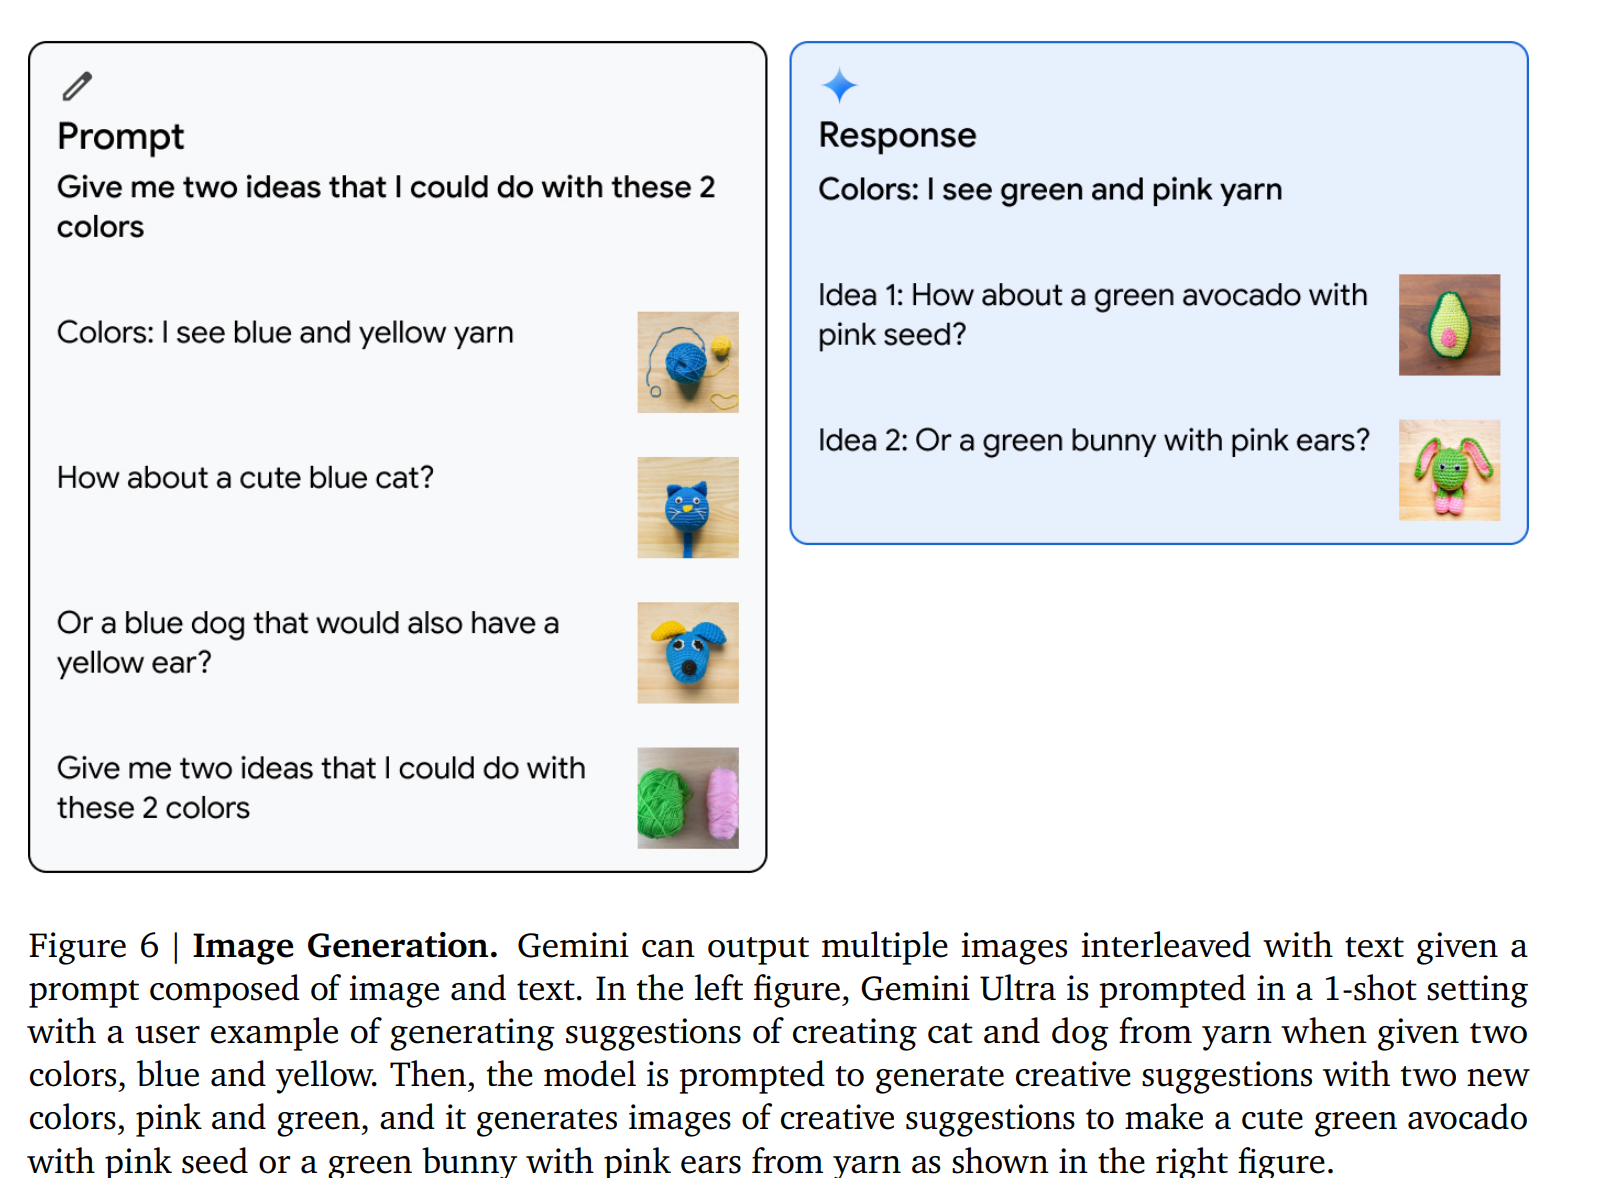 Prompt
Give me two ideas that I could do with these 2
colors
Colors: I see blue and yellow yarn
How about a cute blue cat?
Or a blue dog that would also have a
yellow ear?
Give me two ideas that I could do with
these 2 colors
Response
Colors: I see green and pink yarn
Idea 1: How about a green avocado with
pink seed?
Idea 2: Or a green bunny with pink ears?
Figure 6 | Image Generation. Gemini can output multiple images interleaved with text given a
prompt composed of image and text. In the left figure, Gemini Ultra is prompted in a 1-shot setting
with a user example of generating suggestions of creating cat and dog from yarn when given two
colors, blue and yellow. Then, the model is prompted to generate creative suggestions with two new
colors, pink and green, and it generates images of creative suggestions to make a cute green avocado
with pink seed or a green bunny with pink ears from yarn as shown in the right figure.